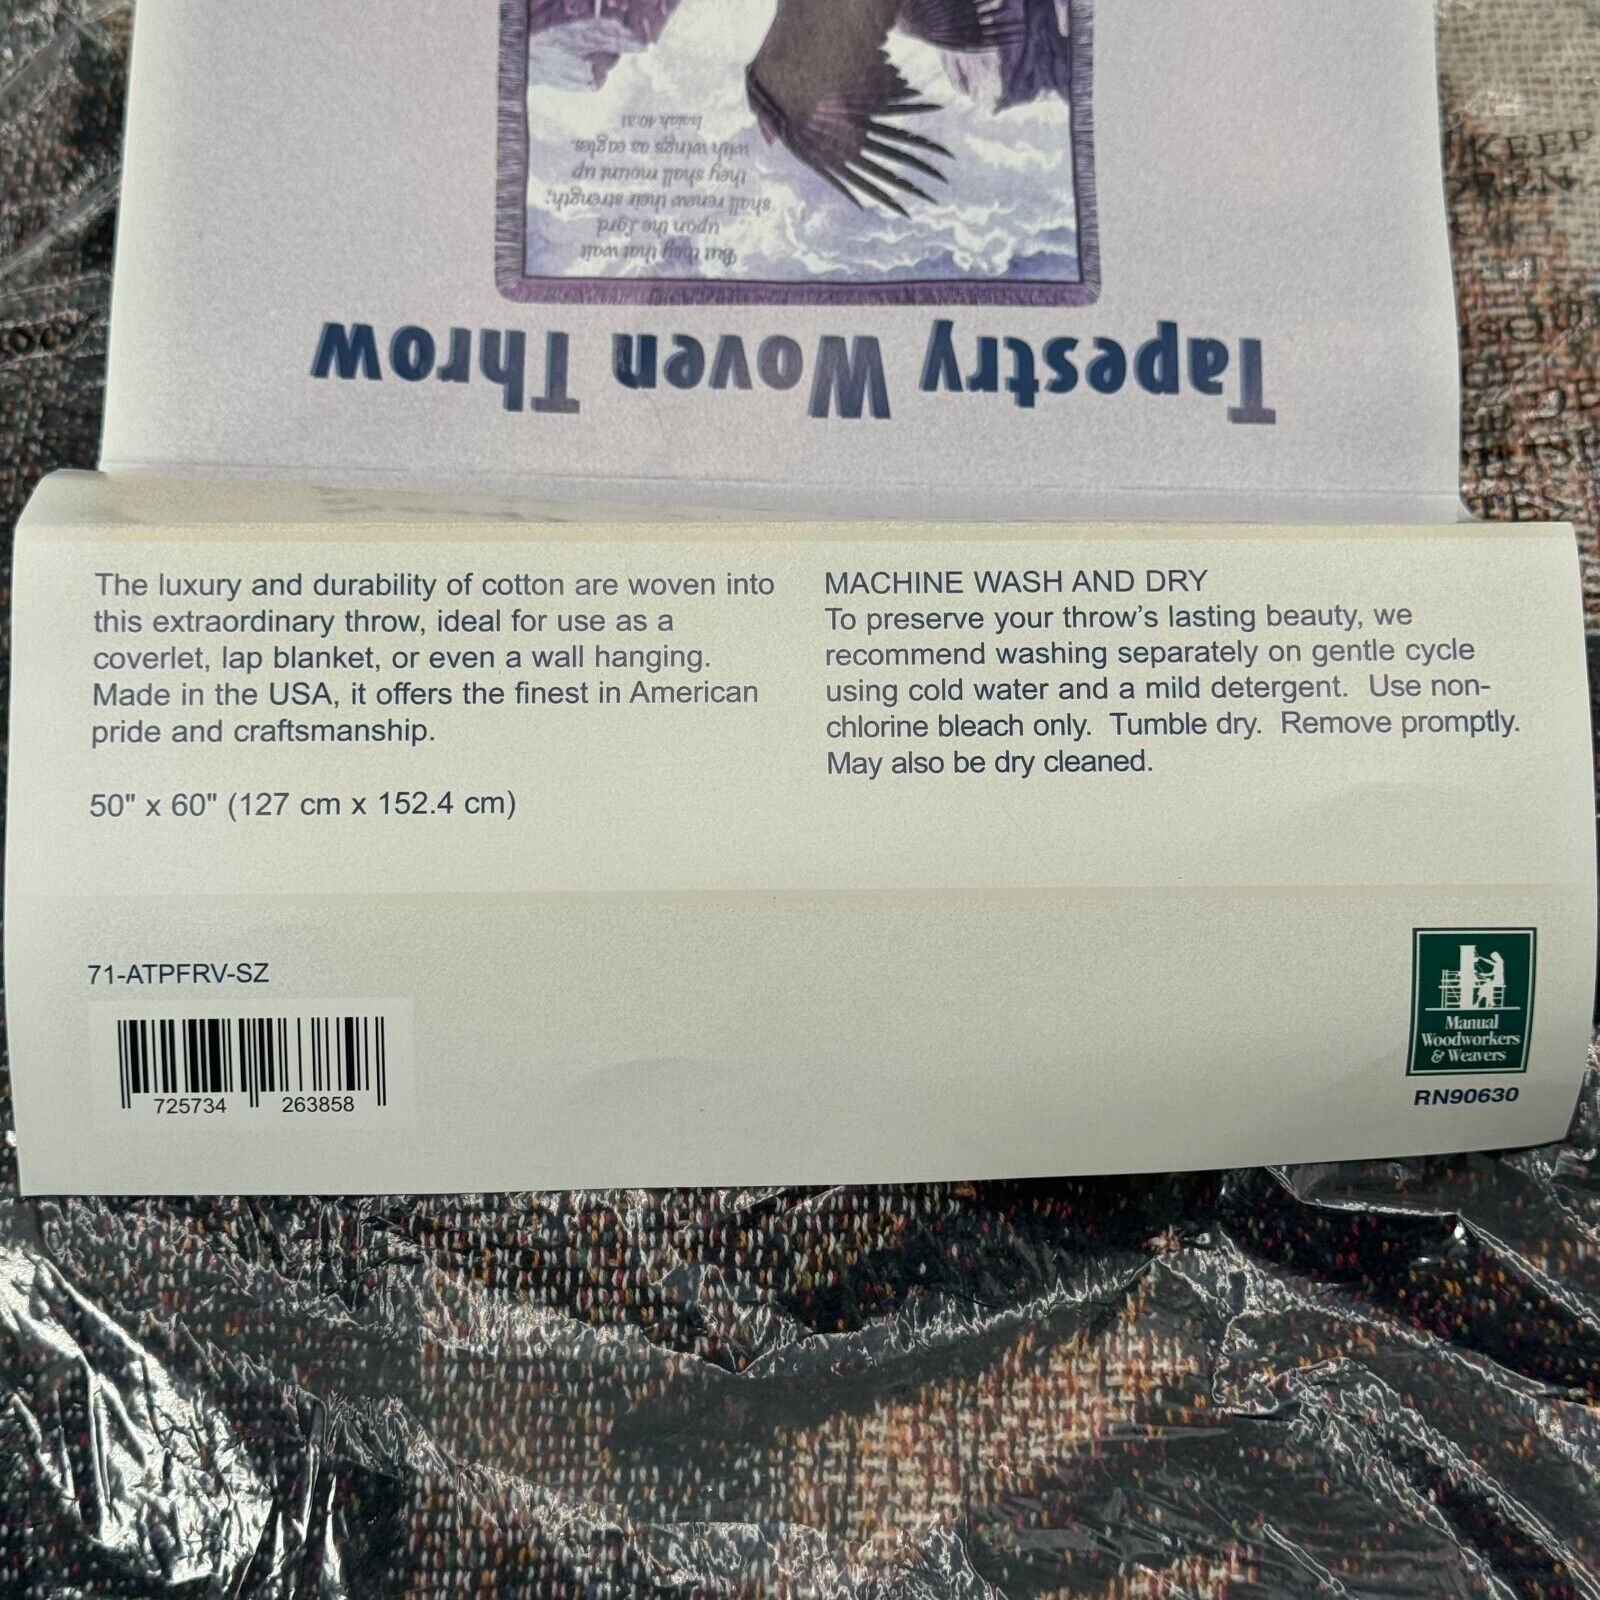 But they that wait
upon the Lord
shall renew their strength;
they shall mount up
with wings as eagles.
Isaiah 40:31
Tapestry Woven Throw
The luxury and durability of cotton are woven into
this extraordinary throw, ideal for use as a
coverlet, lap blanket, or even a wall hanging.
Made in the USA, it offers the finest in American
pride and craftsmanship.
50" x 60" (127 cm x 152.4 cm)
MACHINE WASH AND DRY
To preserve your throw's lasting beauty, we
recommend washing separately on gentle cycle
using cold water and a mild detergent.  Use non-
chlorine bleach only.  Tumble dry.  Remove promptly.
May also be dry cleaned.
71-ATPFRV-SZ
725734 263858
Manual
Woodworkers
& Weavers
RN90630
KEEP